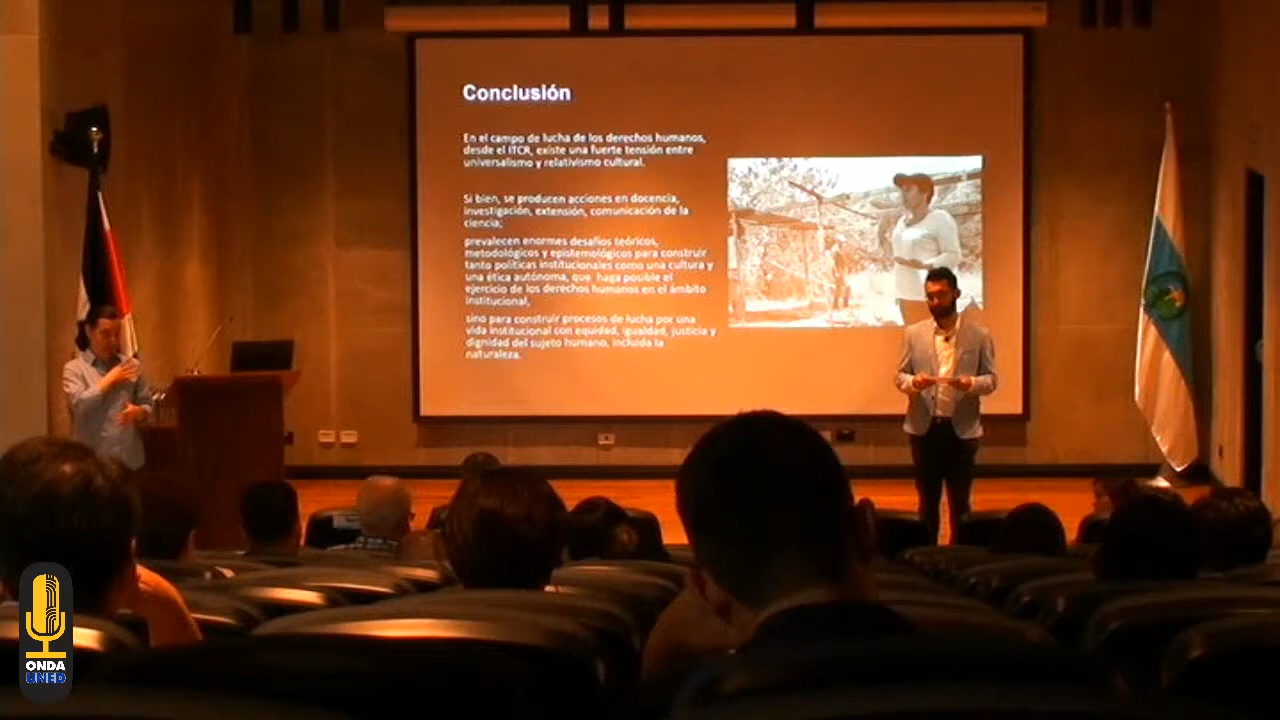 Conclusión
En el campo de lucha de los derechos humanos,
desde el ITCR, existe una fuerte tensión entre
universalismo y relativismo cultural.
Si bien, se producen acciones en docencia,
investigación, extensión, comunicación de la
ciencia;
prevalecen enormes desafíos teóricos,
metodológicos y epistemológicos para construir
tanto políticas institucionales como una cultura y
una ética autónoma, que haga posible el
ejercicio de los derechos humanos en el ámbito
institucional,
sino para construir procesos de lucha por una
vida institucional con equidad, igualdad, justicia y
dignidad del sujeto humano, incluida la
naturaleza.
ONDA
UNED